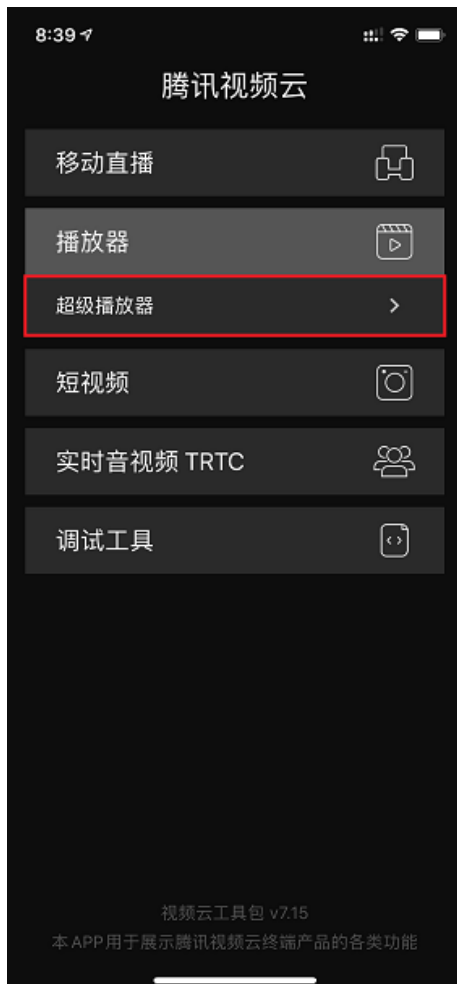 8:39
腾讯视频云
移动直播
播放器
超级播放器
短视频
实时音视频 TRTC
调试工具
视频云工具包 v7.15
本APP用于展示腾讯视频云终端产品的各类功能